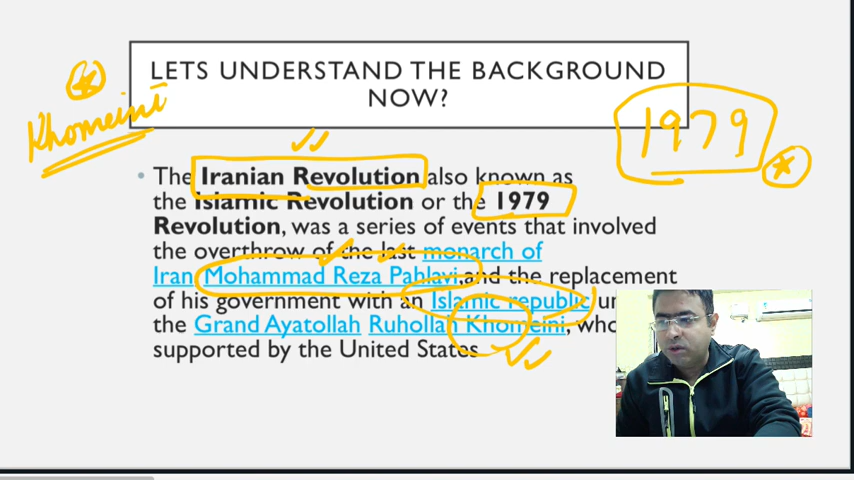 LETS UNDERSTAND THE BACKGROUND
NOW?
Khomeini
1979
• The Iranian Revolution also known as
the Islamic Revolution or the 1979
Revolution, was a series of events that involved
the overthrow of the last monarch of
Iran Mohammad Reza Pahlavi, and the replacement
of his government with an Islamic republic un
the Grand Ayatollah Ruhollah Khomeini, who
supported by the United States